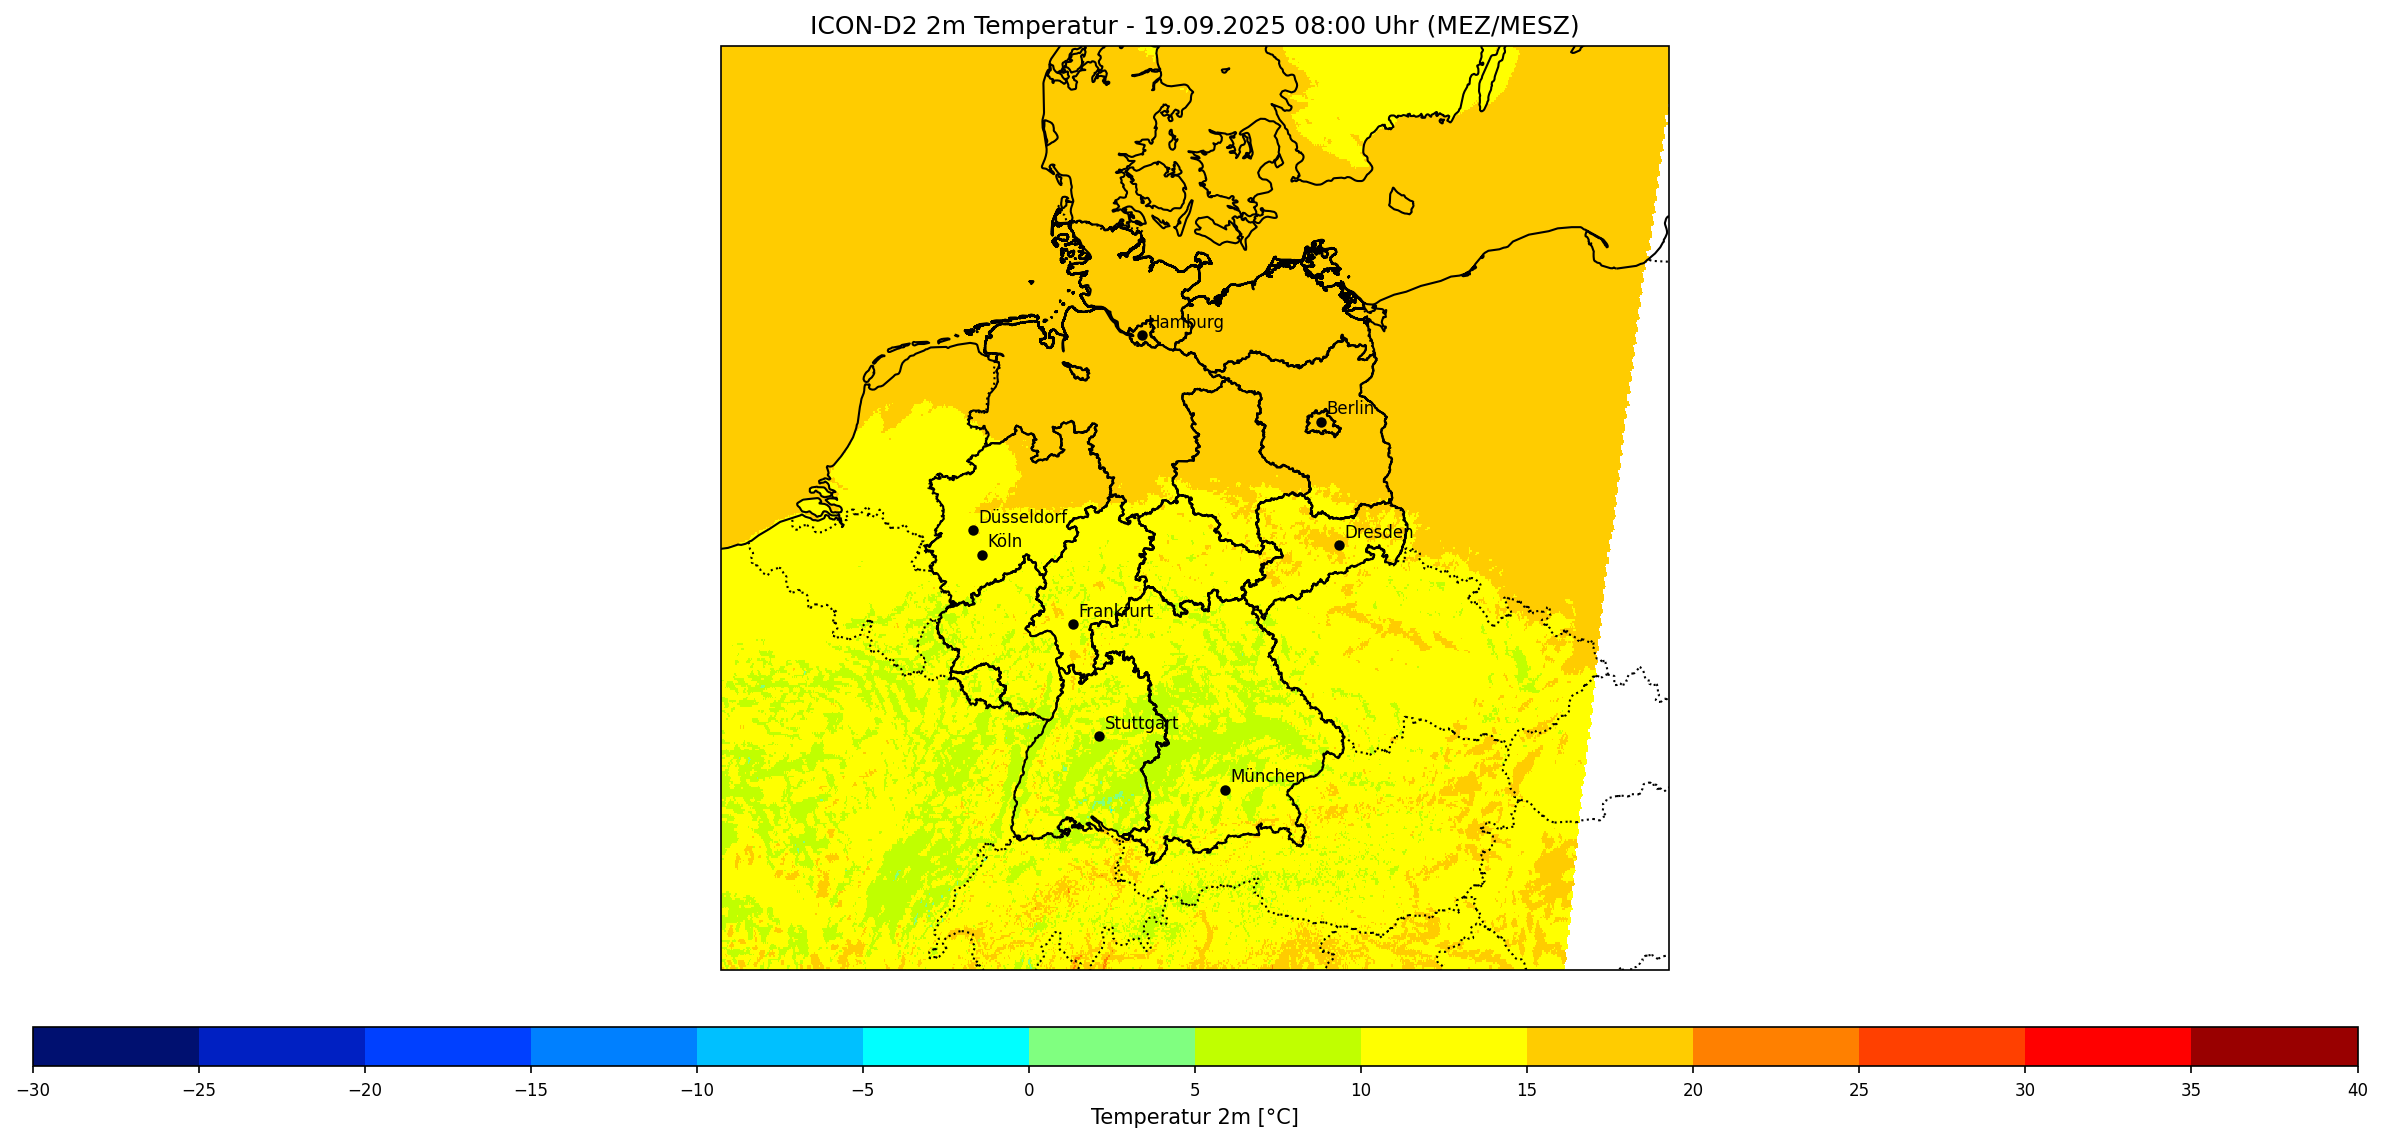 ICON-D2 2m Temperatur - 19.09.2025 08:00 Uhr (MEZ/MESZ)
Hamburg
Berlin
Düsseldorf
Dresden
Köln
Frankfurt
Stuttgart
München
−30 −25 −20 −15 −10 −5 0 5 10 15 20 25 30 35 40
Temperatur 2m [°C]